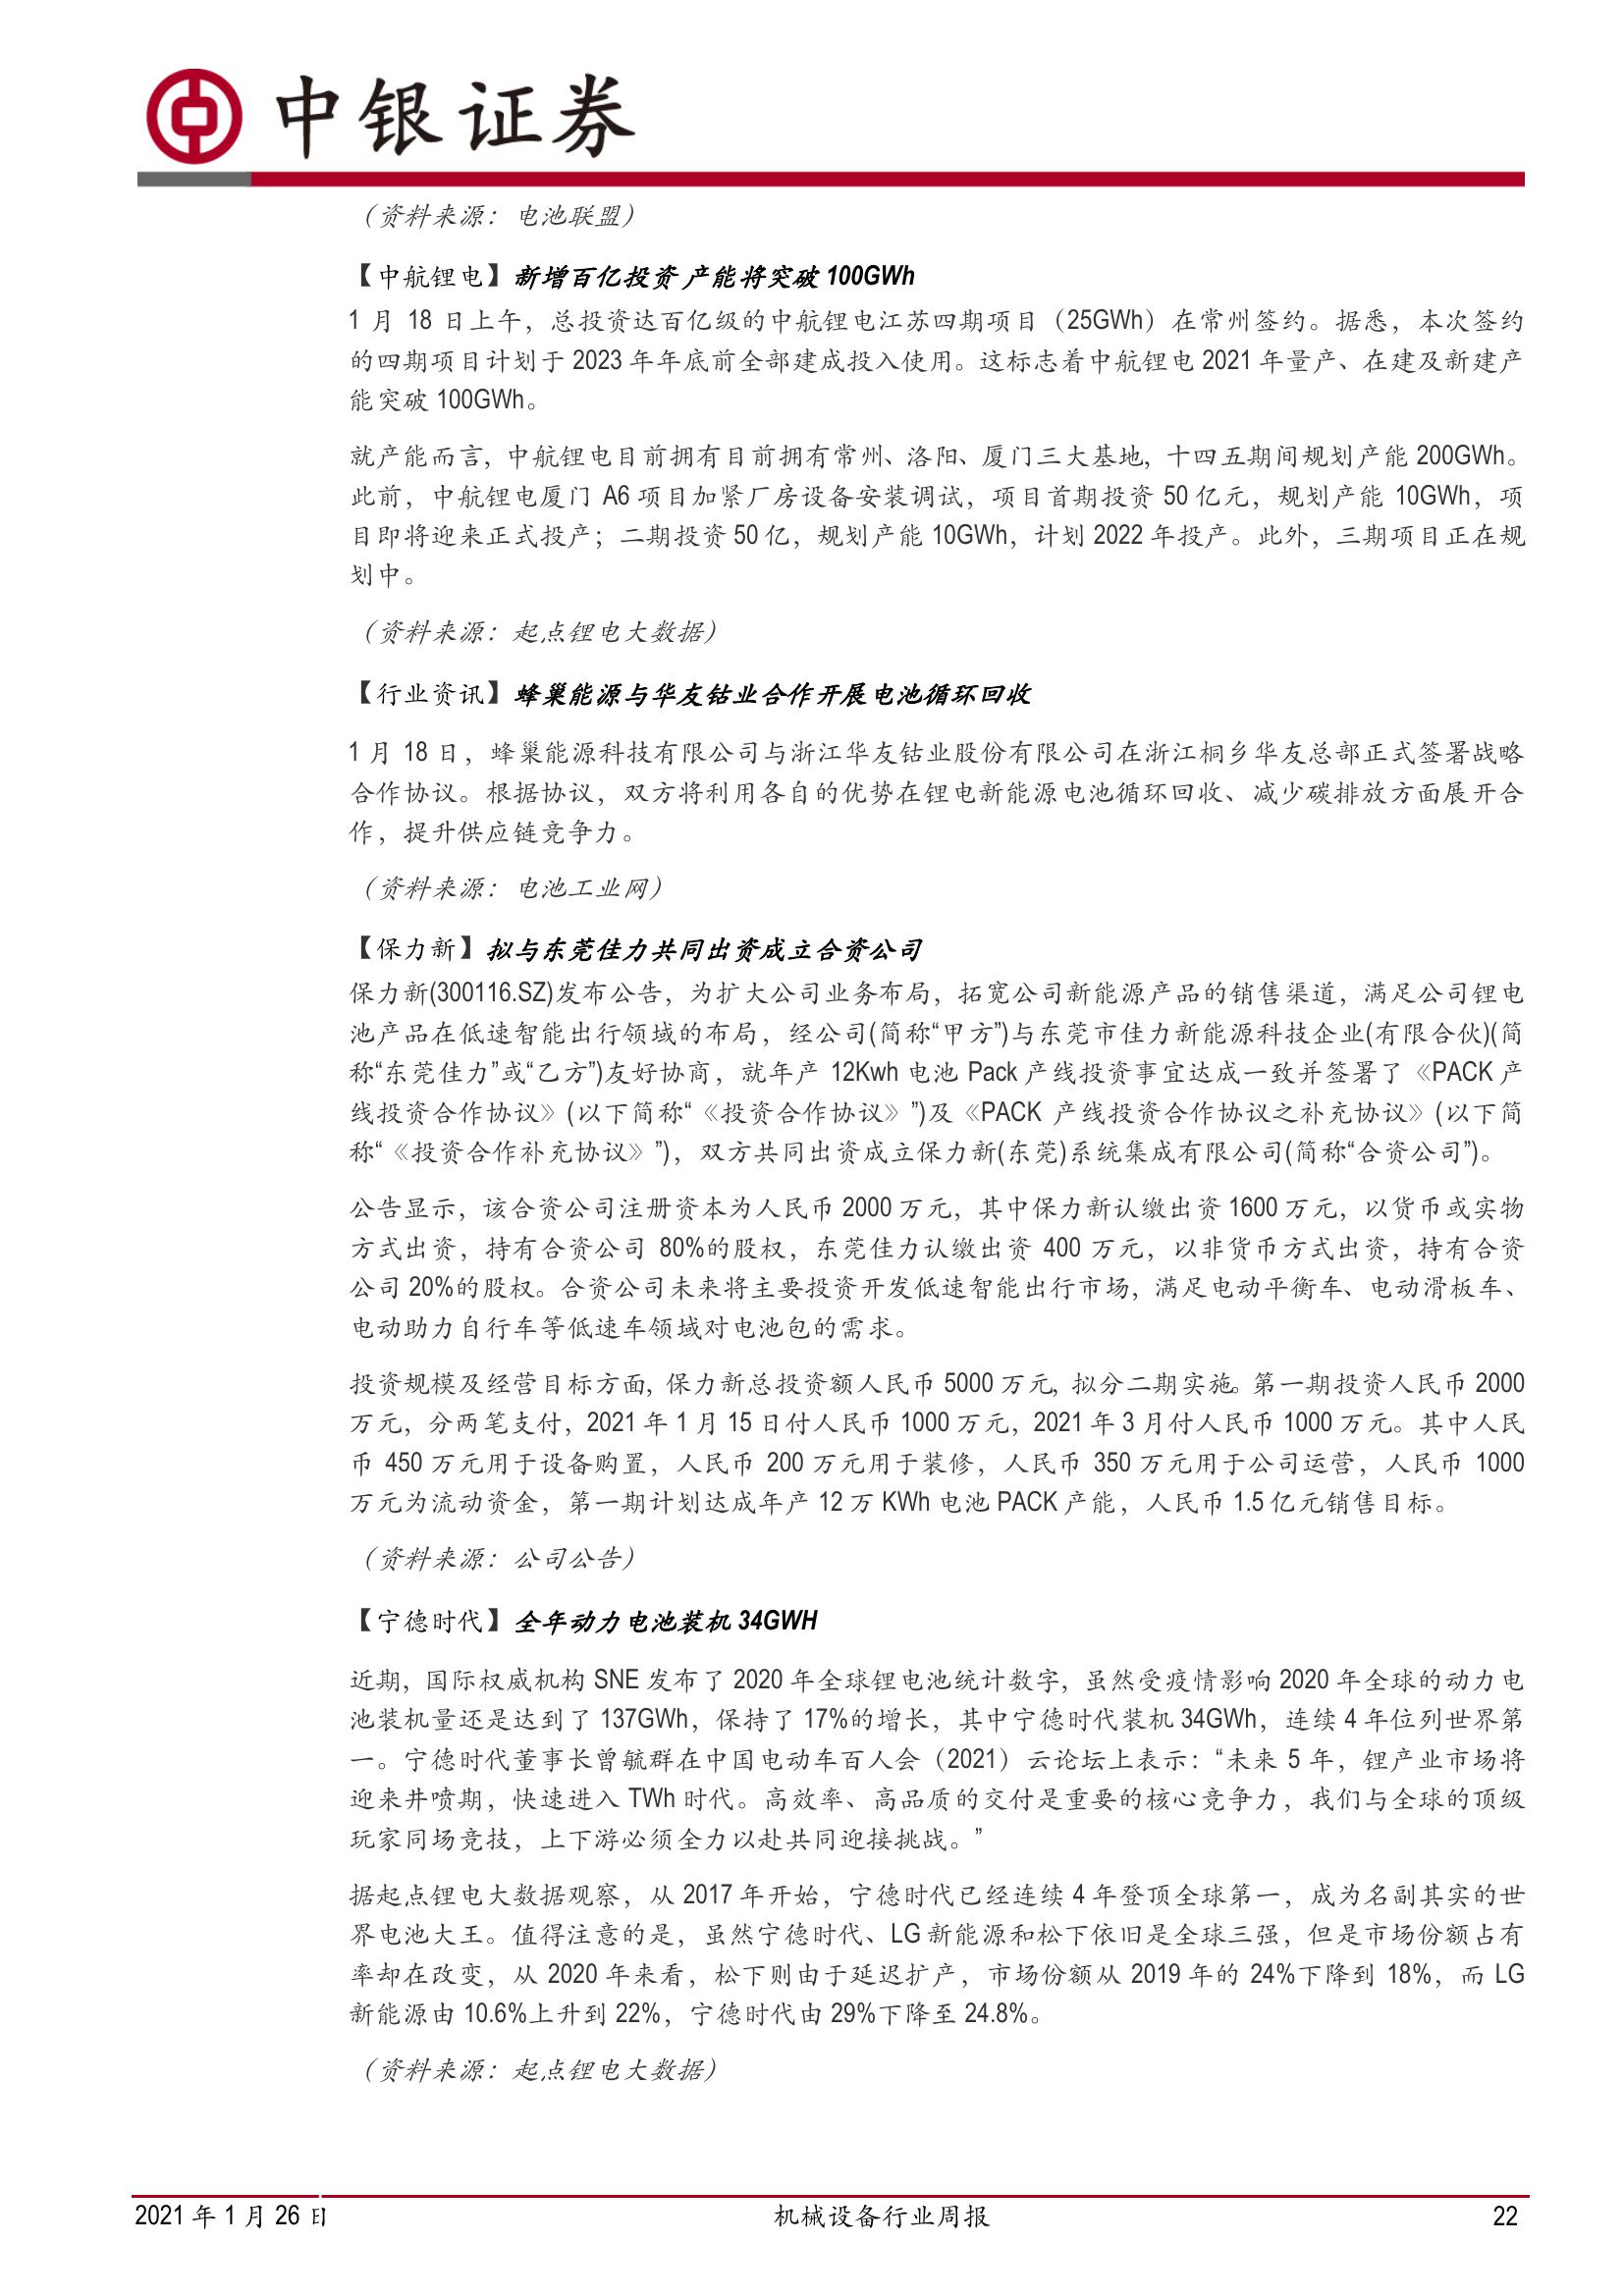 中银证券
（资料来源：电池联盟）
【中航锂电】新增百亿投资 产能将突破 100GWh
1 月 18 日上午，总投资达百亿级的中航锂电江苏四期项目（25GWh）在常州签约。据悉，本次签约
的四期项目计划于 2023 年年底前全部建成投入使用。这标志着中航锂电 2021 年量产、在建及新建产
能突破 100GWh。
就产能而言，中航锂电目前拥有目前拥有常州、洛阳、厦门三大基地，十四五期间规划产能 200GWh。
此前，中航锂电厦门 A6 项目加紧厂房设备安装调试，项目首期投资 50 亿元，规划产能 10GWh，项
目即将迎来正式投产；二期投资 50 亿，规划产能 10GWh，计划 2022 年投产。此外，三期项目正在规
划中。
（资料来源：起点锂电大数据）
【行业资讯】蜂巢能源与华友钴业合作开展电池循环回收
1 月 18 日，蜂巢能源科技有限公司与浙江华友钴业股份有限公司在浙江桐乡华友总部正式签署战略
合作协议。根据协议，双方将利用各自的优势在锂电新能源电池循环回收、减少碳排放方面展开合
作，提升供应链竞争力。
（资料来源：电池工业网）
【保力新】拟与东莞佳力共同出资成立合资公司
保力新(300116.SZ)发布公告，为扩大公司业务布局，拓宽公司新能源产品的销售渠道，满足公司锂电
池产品在低速智能出行领域的布局，经公司(简称“甲方”)与东莞市佳力新能源科技企业(有限合伙)(简
称“东莞佳力”或“乙方”)友好协商，就年产 12Kwh 电池 Pack 产线投资事宜达成一致并签署了《PACK 产
线投资合作协议》(以下简称“《投资合作协议》”)及《PACK 产线投资合作协议之补充协议》(以下简
称“《投资合作补充协议》”)，双方共同出资成立保力新(东莞)系统集成有限公司(简称“合资公司”)。
公告显示，该合资公司注册资本为人民币 2000 万元，其中保力新认缴出资 1600 万元，以货币或实物
方式出资，持有合资公司 80%的股权，东莞佳力认缴出资 400 万元，以非货币方式出资，持有合资
公司 20%的股权。合资公司未来将主要投资开发低速智能出行市场，满足电动平衡车、电动滑板车、
电动助力自行车等低速车领域对电池包的需求。
投资规模及经营目标方面，保力新总投资额人民币 5000 万元，拟分二期实施。第一期投资人民币 2000
万元，分两笔支付，2021 年 1 月 15 日付人民币 1000 万元，2021 年 3 月付人民币 1000 万元。其中人民
币 450 万元用于设备购置，人民币 200 万元用于装修，人民币 350 万元用于公司运营，人民币 1000
万元为流动资金，第一期计划达成年产 12 万 KWh 电池 PACK 产能，人民币 1.5 亿元销售目标。
（资料来源：公司公告）
【宁德时代】全年动力电池装机 34GWH
近期，国际权威机构 SNE 发布了 2020 年全球锂电池统计数字，虽然受疫情影响 2020 年全球的动力电
池装机量还是达到了 137GWh，保持了 17%的增长，其中宁德时代装机 34GWh，连续 4 年位列世界第
一。宁德时代董事长曾毓群在中国电动车百人会（2021）云论坛上表示：“未来 5 年，锂产业市场将
迎来井喷期，快速进入 TWh 时代。高效率、高品质的交付是重要的核心竞争力，我们与全球的顶级
玩家同场竞技，上下游必须全力以赴共同迎接挑战。”
据起点锂电大数据观察，从 2017 年开始，宁德时代已经连续 4 年登顶全球第一，成为名副其实的世
界电池大王。值得注意的是，虽然宁德时代、LG 新能源和松下依旧是全球三强，但是市场份额占有
率却在改变，从 2020 年来看，松下则由于延迟扩产，市场份额从 2019 年的 24%下降到 18%，而 LG
新能源由 10.6%上升到 22%，宁德时代由 29%下降至 24.8%。
（资料来源：起点锂电大数据）
2021 年 1 月 26 日 机械设备行业周报 22